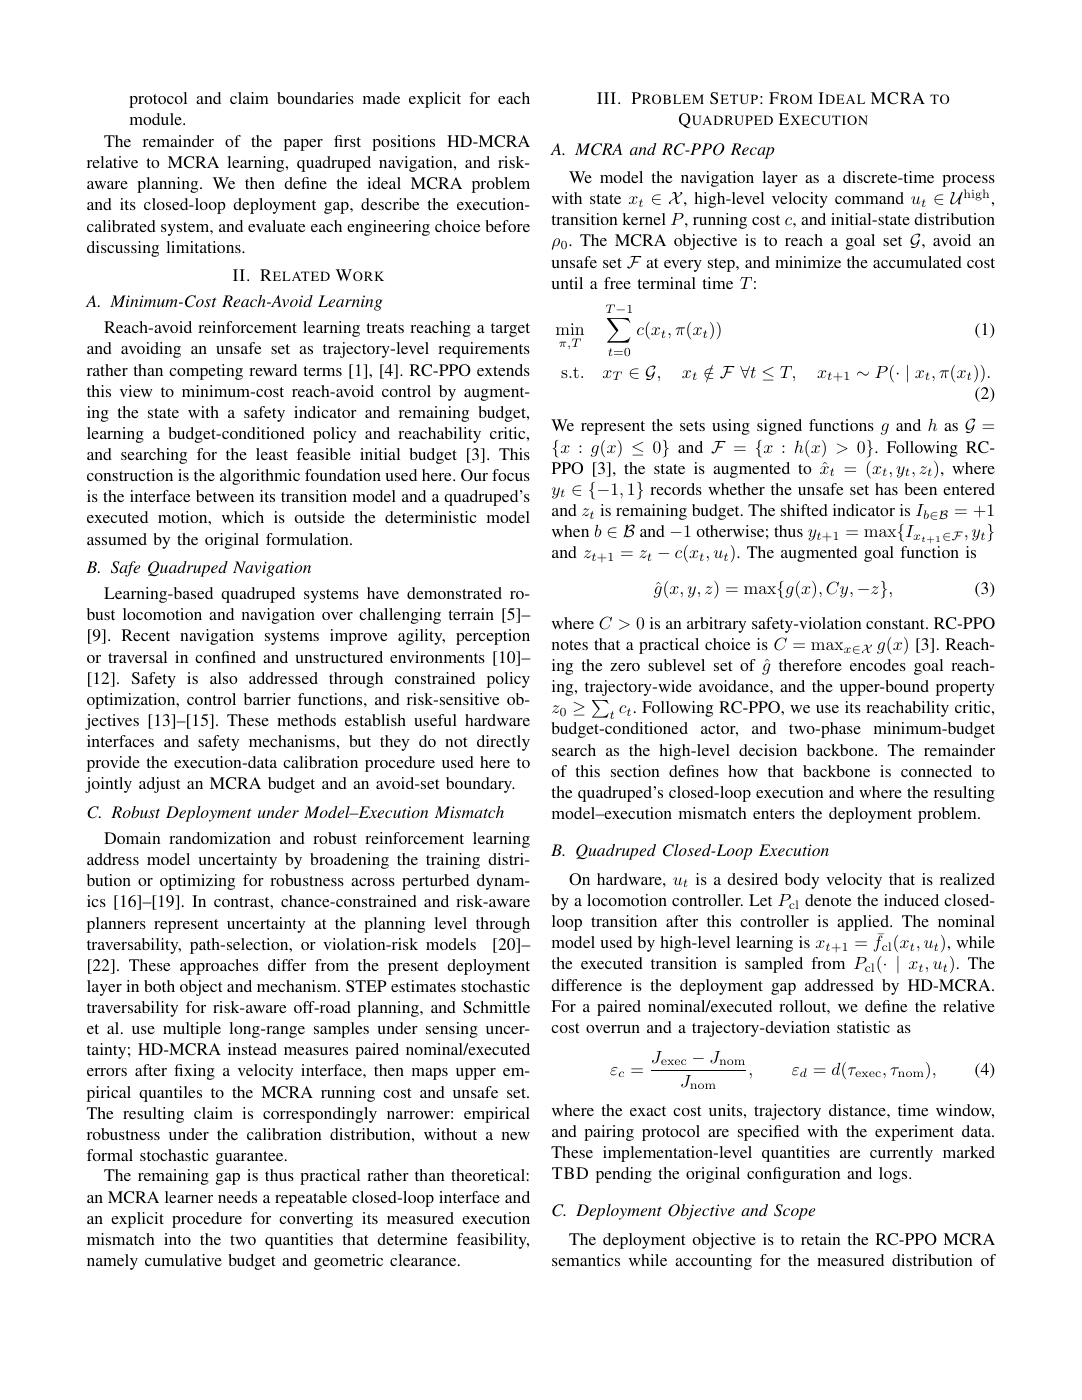 protocol and claim boundaries made explicit for each
module.
The remainder of the paper first positions HD-MCRA
relative to MCRA learning, quadruped navigation, and risk-
aware planning. We then define the ideal MCRA problem
and its closed-loop deployment gap, describe the execution-
calibrated system, and evaluate each engineering choice before
discussing limitations.
II. RELATED WORK
A. Minimum-Cost Reach-Avoid Learning
Reach-avoid reinforcement learning treats reaching a target
and avoiding an unsafe set as trajectory-level requirements
rather than competing reward terms [1], [4]. RC-PPO extends
this view to minimum-cost reach-avoid control by augment-
ing the state with a safety indicator and remaining budget,
learning a budget-conditioned policy and reachability critic,
and searching for the least feasible initial budget [3]. This
construction is the algorithmic foundation used here. Our focus
is the interface between its transition model and a quadruped's
executed motion, which is outside the deterministic model
assumed by the original formulation.
B. Safe Quadruped Navigation
Learning-based quadruped systems have demonstrated ro-
bust locomotion and navigation over challenging terrain [5]–
[9]. Recent navigation systems improve agility, perception
or traversal in confined and unstructured environments [10]–
[12]. Safety is also addressed through constrained policy
optimization, control barrier functions, and risk-sensitive ob-
jectives [13]–[15]. These methods establish useful hardware
interfaces and safety mechanisms, but they do not directly
provide the execution-data calibration procedure used here to
jointly adjust an MCRA budget and an avoid-set boundary.
C. Robust Deployment under Model–Execution Mismatch
Domain randomization and robust reinforcement learning
address model uncertainty by broadening the training distri-
bution or optimizing for robustness across perturbed dynam-
ics [16]–[19]. In contrast, chance-constrained and risk-aware
planners represent uncertainty at the planning level through
traversability, path-selection, or violation-risk models [20]–
[22]. These approaches differ from the present deployment
layer in both object and mechanism. STEP estimates stochastic
traversability for risk-aware off-road planning, and Schmittle
et al. use multiple long-range samples under sensing uncer-
tainty; HD-MCRA instead measures paired nominal/executed
errors after fixing a velocity interface, then maps upper em-
pirical quantiles to the MCRA running cost and unsafe set.
The resulting claim is correspondingly narrower: empirical
robustness under the calibration distribution, without a new
formal stochastic guarantee.
The remaining gap is thus practical rather than theoretical:
an MCRA learner needs a repeatable closed-loop interface and
an explicit procedure for converting its measured execution
mismatch into the two quantities that determine feasibility,
namely cumulative budget and geometric clearance.
III. PROBLEM SETUP: FROM IDEAL MCRA TO
QUADRUPED EXECUTION
A. MCRA and RC-PPO Recap
We model the navigation layer as a discrete-time process
with state x_t ∈ 𝒳, high-level velocity command u_t ∈ 𝒰^high,
transition kernel P, running cost c, and initial-state distribution
ρ_0. The MCRA objective is to reach a goal set 𝒢, avoid an
unsafe set ℱ at every step, and minimize the accumulated cost
until a free terminal time T:
min_{π,T} ∑_{t=0}^{T−1} c(x_t, π(x_t)) (1)
s.t. x_T ∈ 𝒢, x_t ∉ ℱ ∀t ≤ T, x_{t+1} ∼ P(· | x_t, π(x_t)).
(2)
We represent the sets using signed functions g and h as 𝒢 =
{x : g(x) ≤ 0} and ℱ = {x : h(x) > 0}. Following RC-
PPO [3], the state is augmented to x̂_t = (x_t, y_t, z_t), where
y_t ∈ {−1, 1} records whether the unsafe set has been entered
and z_t is remaining budget. The shifted indicator is I_{b∈ℬ} = +1
when b ∈ ℬ and −1 otherwise; thus y_{t+1} = max{I_{x_{t+1}∈ℱ}, y_t}
and z_{t+1} = z_t − c(x_t, u_t). The augmented goal function is
ĝ(x, y, z) = max{g(x), Cy, −z}, (3)
where C > 0 is an arbitrary safety-violation constant. RC-PPO
notes that a practical choice is C = max_{x∈𝒳} g(x) [3]. Reach-
ing the zero sublevel set of ĝ therefore encodes goal reach-
ing, trajectory-wide avoidance, and the upper-bound property
z_0 ≥ ∑_t c_t. Following RC-PPO, we use its reachability critic,
budget-conditioned actor, and two-phase minimum-budget
search as the high-level decision backbone. The remainder
of this section defines how that backbone is connected to
the quadruped's closed-loop execution and where the resulting
model–execution mismatch enters the deployment problem.
B. Quadruped Closed-Loop Execution
On hardware, u_t is a desired body velocity that is realized
by a locomotion controller. Let P_cl denote the induced closed-
loop transition after this controller is applied. The nominal
model used by high-level learning is x_{t+1} = f̄_cl(x_t, u_t), while
the executed transition is sampled from P_cl(· | x_t, u_t). The
difference is the deployment gap addressed by HD-MCRA.
For a paired nominal/executed rollout, we define the relative
cost overrun and a trajectory-deviation statistic as
ε_c = (J_exec − J_nom) / J_nom, ε_d = d(τ_exec, τ_nom), (4)
where the exact cost units, trajectory distance, time window,
and pairing protocol are specified with the experiment data.
These implementation-level quantities are currently marked
TBD pending the original configuration and logs.
C. Deployment Objective and Scope
The deployment objective is to retain the RC-PPO MCRA
semantics while accounting for the measured distribution of